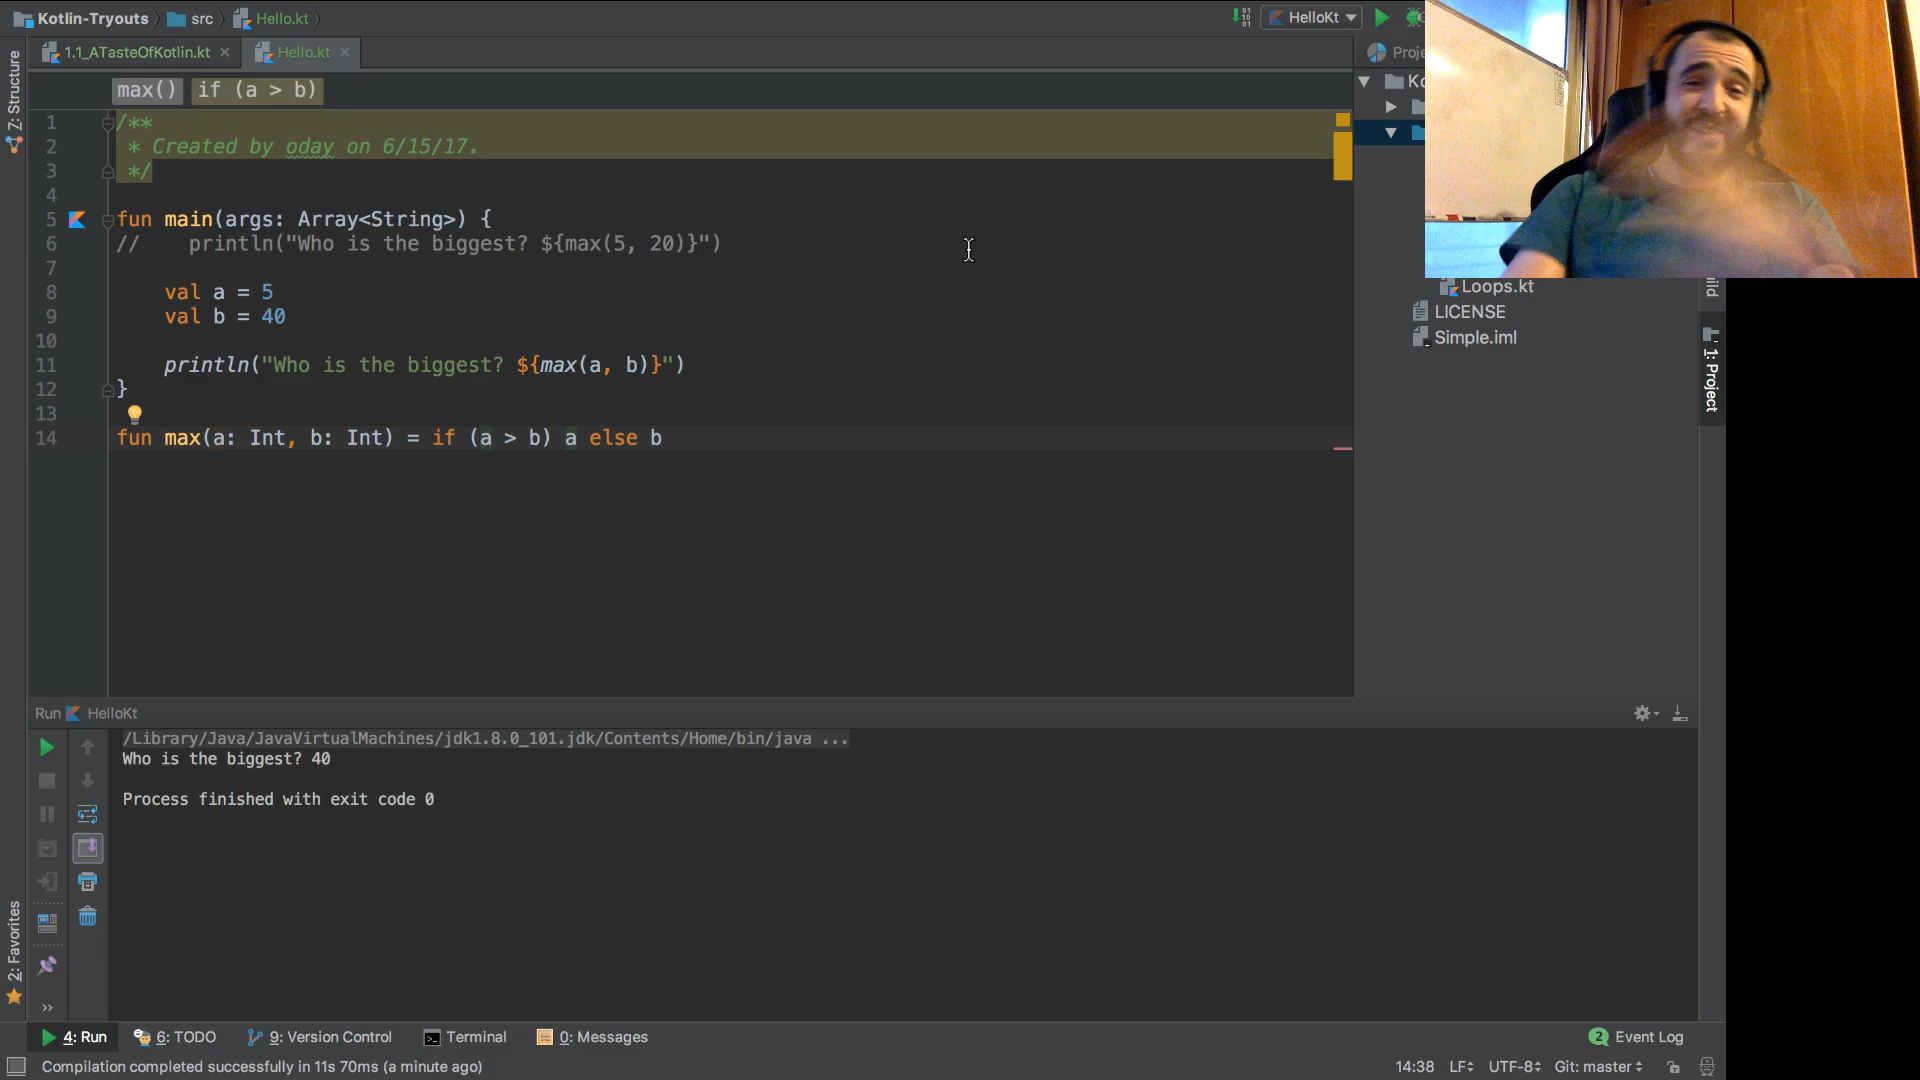 Kotlin-Tryouts src Hello.kt
HelloKt
1.1_ATasteOfKotlin.kt Hello.kt
max() if (a > b)
1 /**
2 * Created by oday on 6/15/17.
3 */
4
5 fun main(args: Array<String>) {
6 //    println("Who is the biggest? ${max(5, 20)}")
7
8 val a = 5
9 val b = 40
10
11 println("Who is the biggest? ${max(a, b)}")
12 }
13
14 fun max(a: Int, b: Int) = if (a > b) a else b
Z: Structure
2: Favorites
Loops.kt
LICENSE
Simple.iml
1: Project
Run HelloKt
/Library/Java/JavaVirtualMachines/jdk1.8.0_101.jdk/Contents/Home/bin/java ...
Who is the biggest? 40
Process finished with exit code 0
4: Run 6: TODO 9: Version Control Terminal 0: Messages
2 Event Log
Compilation completed successfully in 11s 70ms (a minute ago)
14:38 LF UTF-8 Git: master